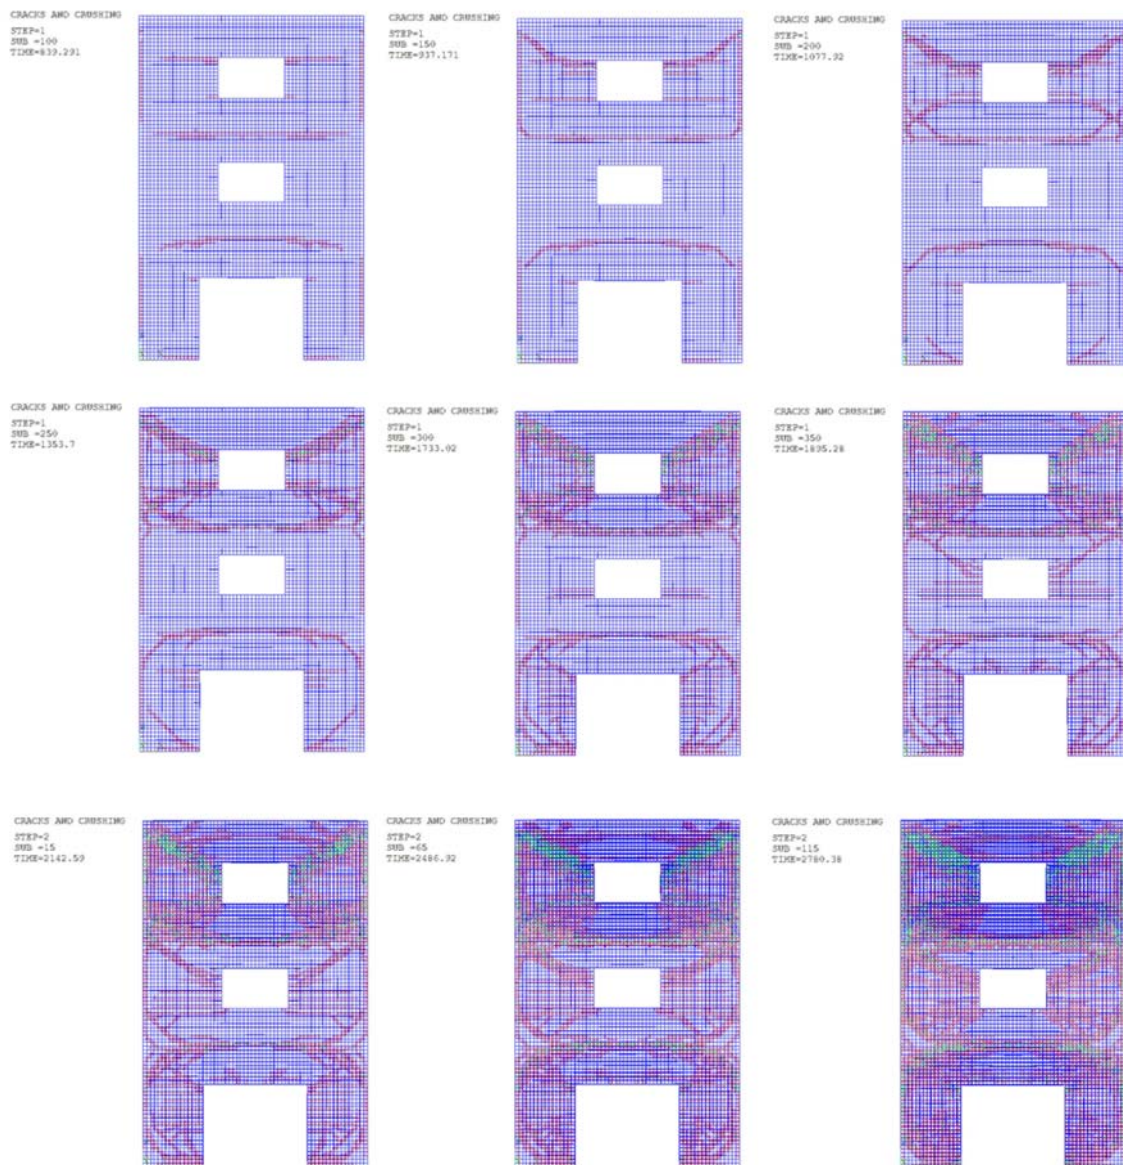 CRACKS AND CRUSHING
STEP=1
SUB =100
TIME=839.291
CRACKS AND CRUSHING
STEP=1
SUB =150
TIME=937.171
CRACKS AND CRUSHING
STEP=1
SUB =200
TIME=1077.92
CRACKS AND CRUSHING
STEP=1
SUB =250
TIME=1353.7
CRACKS AND CRUSHING
STEP=1
SUB =300
TIME=1733.02
CRACKS AND CRUSHING
STEP=1
SUB =350
TIME=1895.28
CRACKS AND CRUSHING
STEP=2
SUB =15
TIME=2142.59
CRACKS AND CRUSHING
STEP=2
SUB =65
TIME=2486.92
CRACKS AND CRUSHING
STEP=2
SUB =115
TIME=2780.38